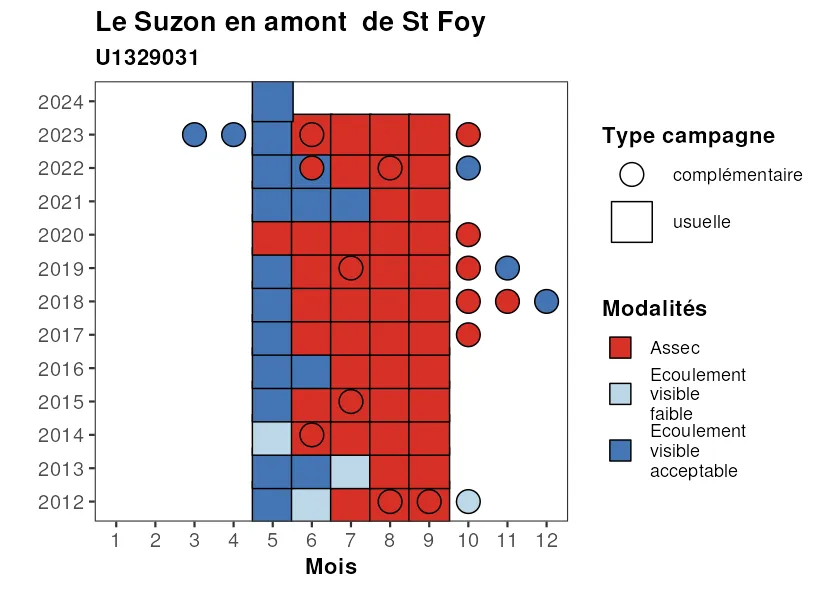 Le Suzon en amont  de St Foy
U1329031
2024
2023
2022
2021
2020
2019
2018
2017
2016
2015
2014
2013
2012
1 2 3 4 5 6 7 8 9 10 11 12
Mois
Type campagne
complémentaire
usuelle
Modalités
Assec
Ecoulement
visible
faible
Ecoulement
visible
acceptable